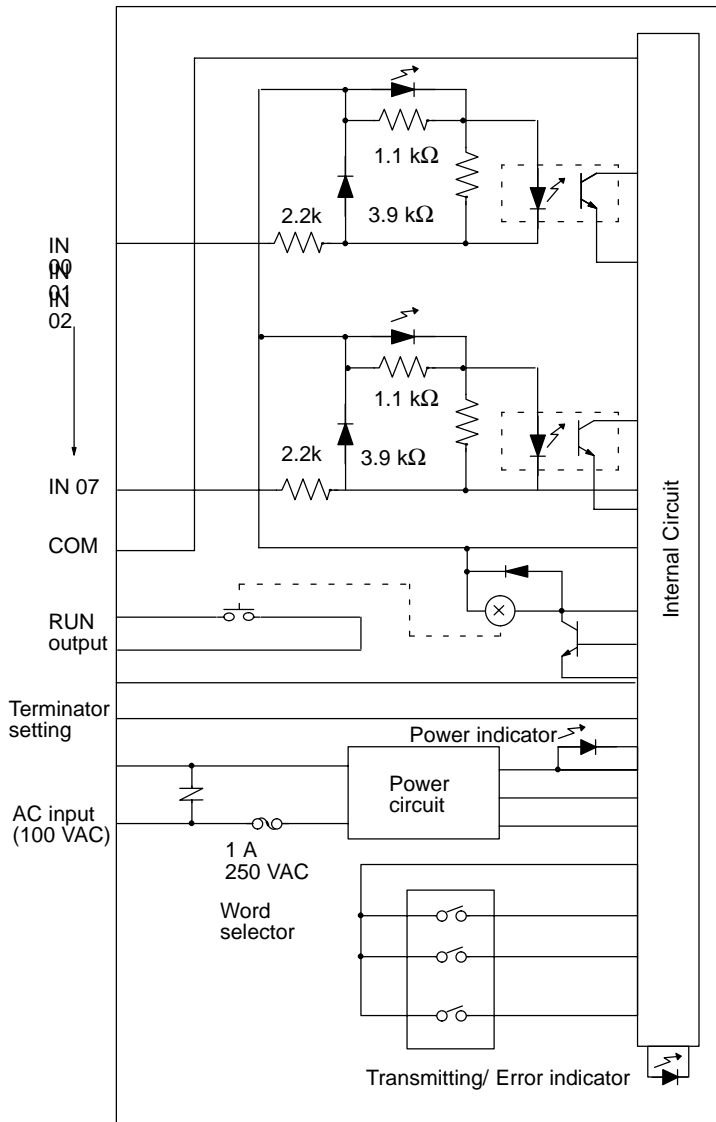 1.1 kΩ
2.2k
3.9 kΩ
IN
00
IN
01
IN
02
1.1 kΩ
2.2k
3.9 kΩ
IN 07
COM
RUN
output
Internal Circuit
Terminator
setting
Power indicator
Power
circuit
AC input
(100 VAC)
1 A
250 VAC
Word
selector
Transmitting/ Error indicator